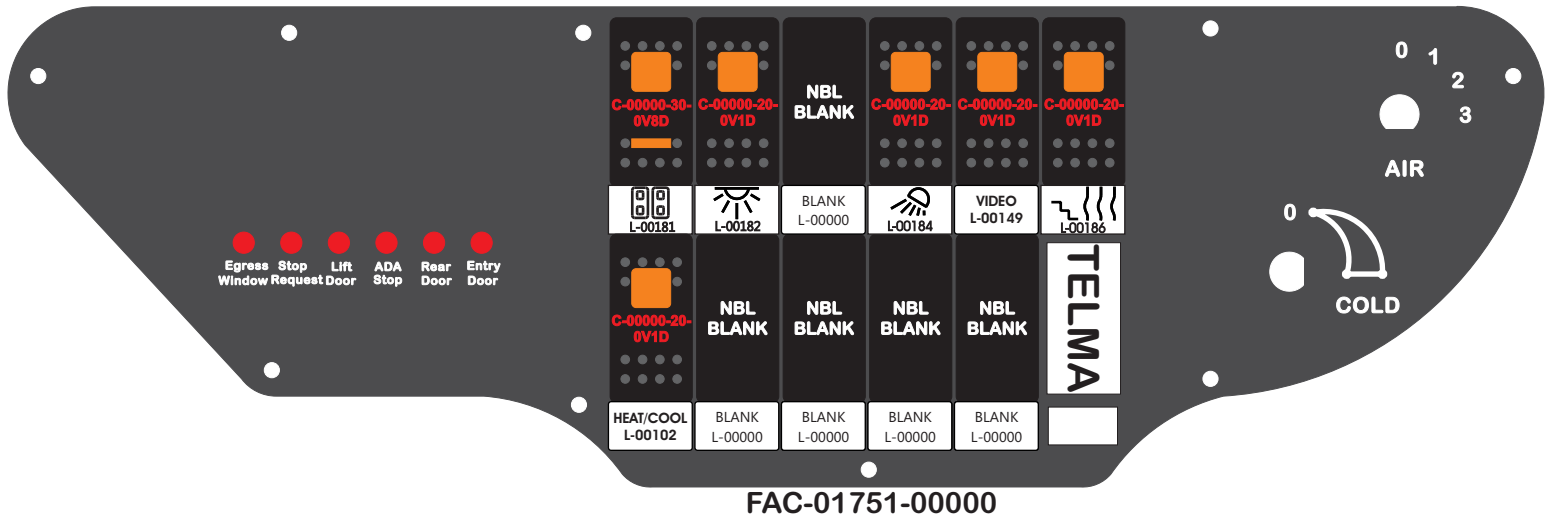 0
1
2
3
AIR
C-00000-30-
0V8D
C-00000-20-
0V1D
NBL
BLANK
C-00000-20-
0V1D
C-00000-20-
0V1D
C-00000-20-
0V1D
L-00181
L-00182
BLANK
L-00000
L-00184
VIDEO
L-00149
L-00186
0
COLD
Egress
Window
Stop
Request
Lift
Door
ADA
Stop
Rear
Door
Entry
Door
C-00000-20-
0V1D
NBL
BLANK
NBL
BLANK
NBL
BLANK
NBL
BLANK
TELMA
HEAT/COOL
L-00102
BLANK
L-00000
BLANK
L-00000
BLANK
L-00000
BLANK
L-00000
FAC-01751-00000